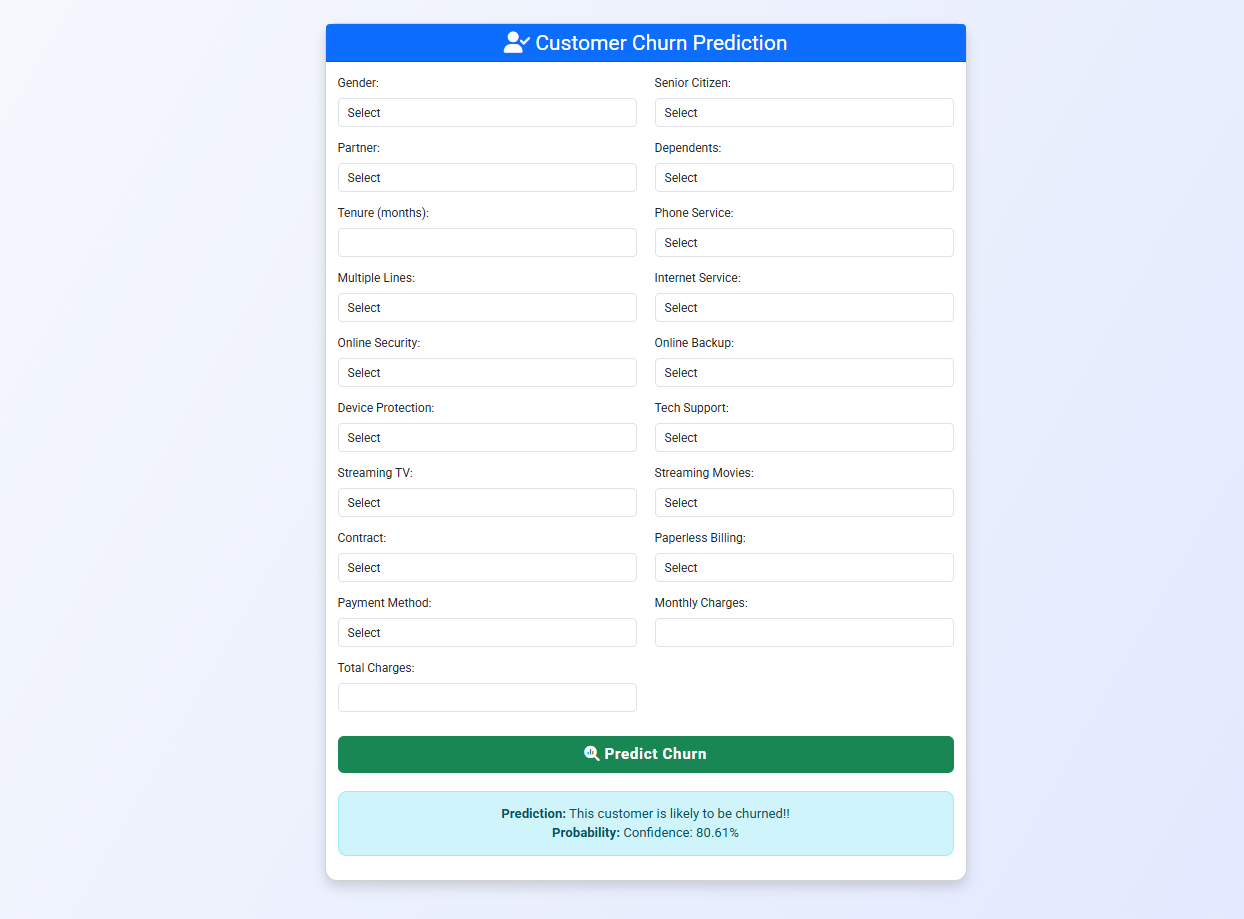 Customer Churn Prediction
Gender:
Senior Citizen:
Select
Select
Partner:
Dependents:
Select
Select
Tenure (months):
Phone Service:
Select
Multiple Lines:
Internet Service:
Select
Select
Online Security:
Online Backup:
Select
Select
Device Protection:
Tech Support:
Select
Select
Streaming TV:
Streaming Movies:
Select
Select
Contract:
Paperless Billing:
Select
Select
Payment Method:
Monthly Charges:
Select
Total Charges:
Predict Churn
Prediction: This customer is likely to be churned!!
Probability: Confidence: 80.61%